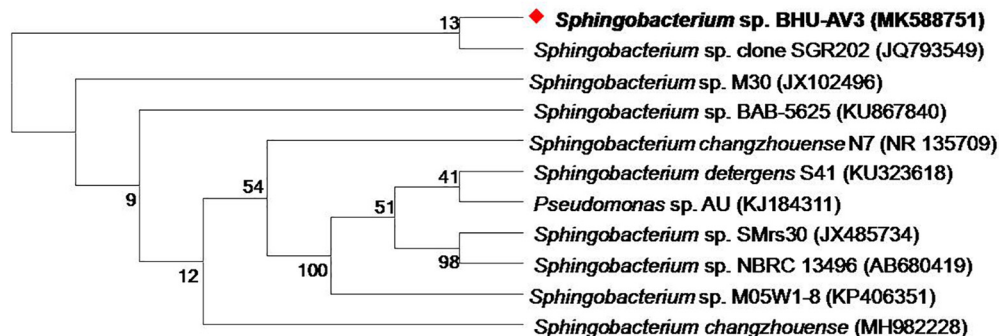 13
Sphingobacterium sp. BHU-AV3 (MK588751)
Sphingobacterium sp. clone SGR202 (JQ793549)
Sphingobacterium sp. M30 (JX102496)
Sphingobacterium sp. BAB-5625 (KU867840)
Sphingobacterium changzhouense N7 (NR 135709)
Sphingobacterium detergens S41 (KU323618)
41
54
9
Pseudomonas sp. AU (KJ184311)
51
Sphingobacterium sp. SMrs30 (JX485734)
98
Sphingobacterium sp. NBRC 13496 (AB680419)
100
12
Sphingobacterium sp. M05W1-8 (KP406351)
Sphingobacterium changzhouense (MH982228)